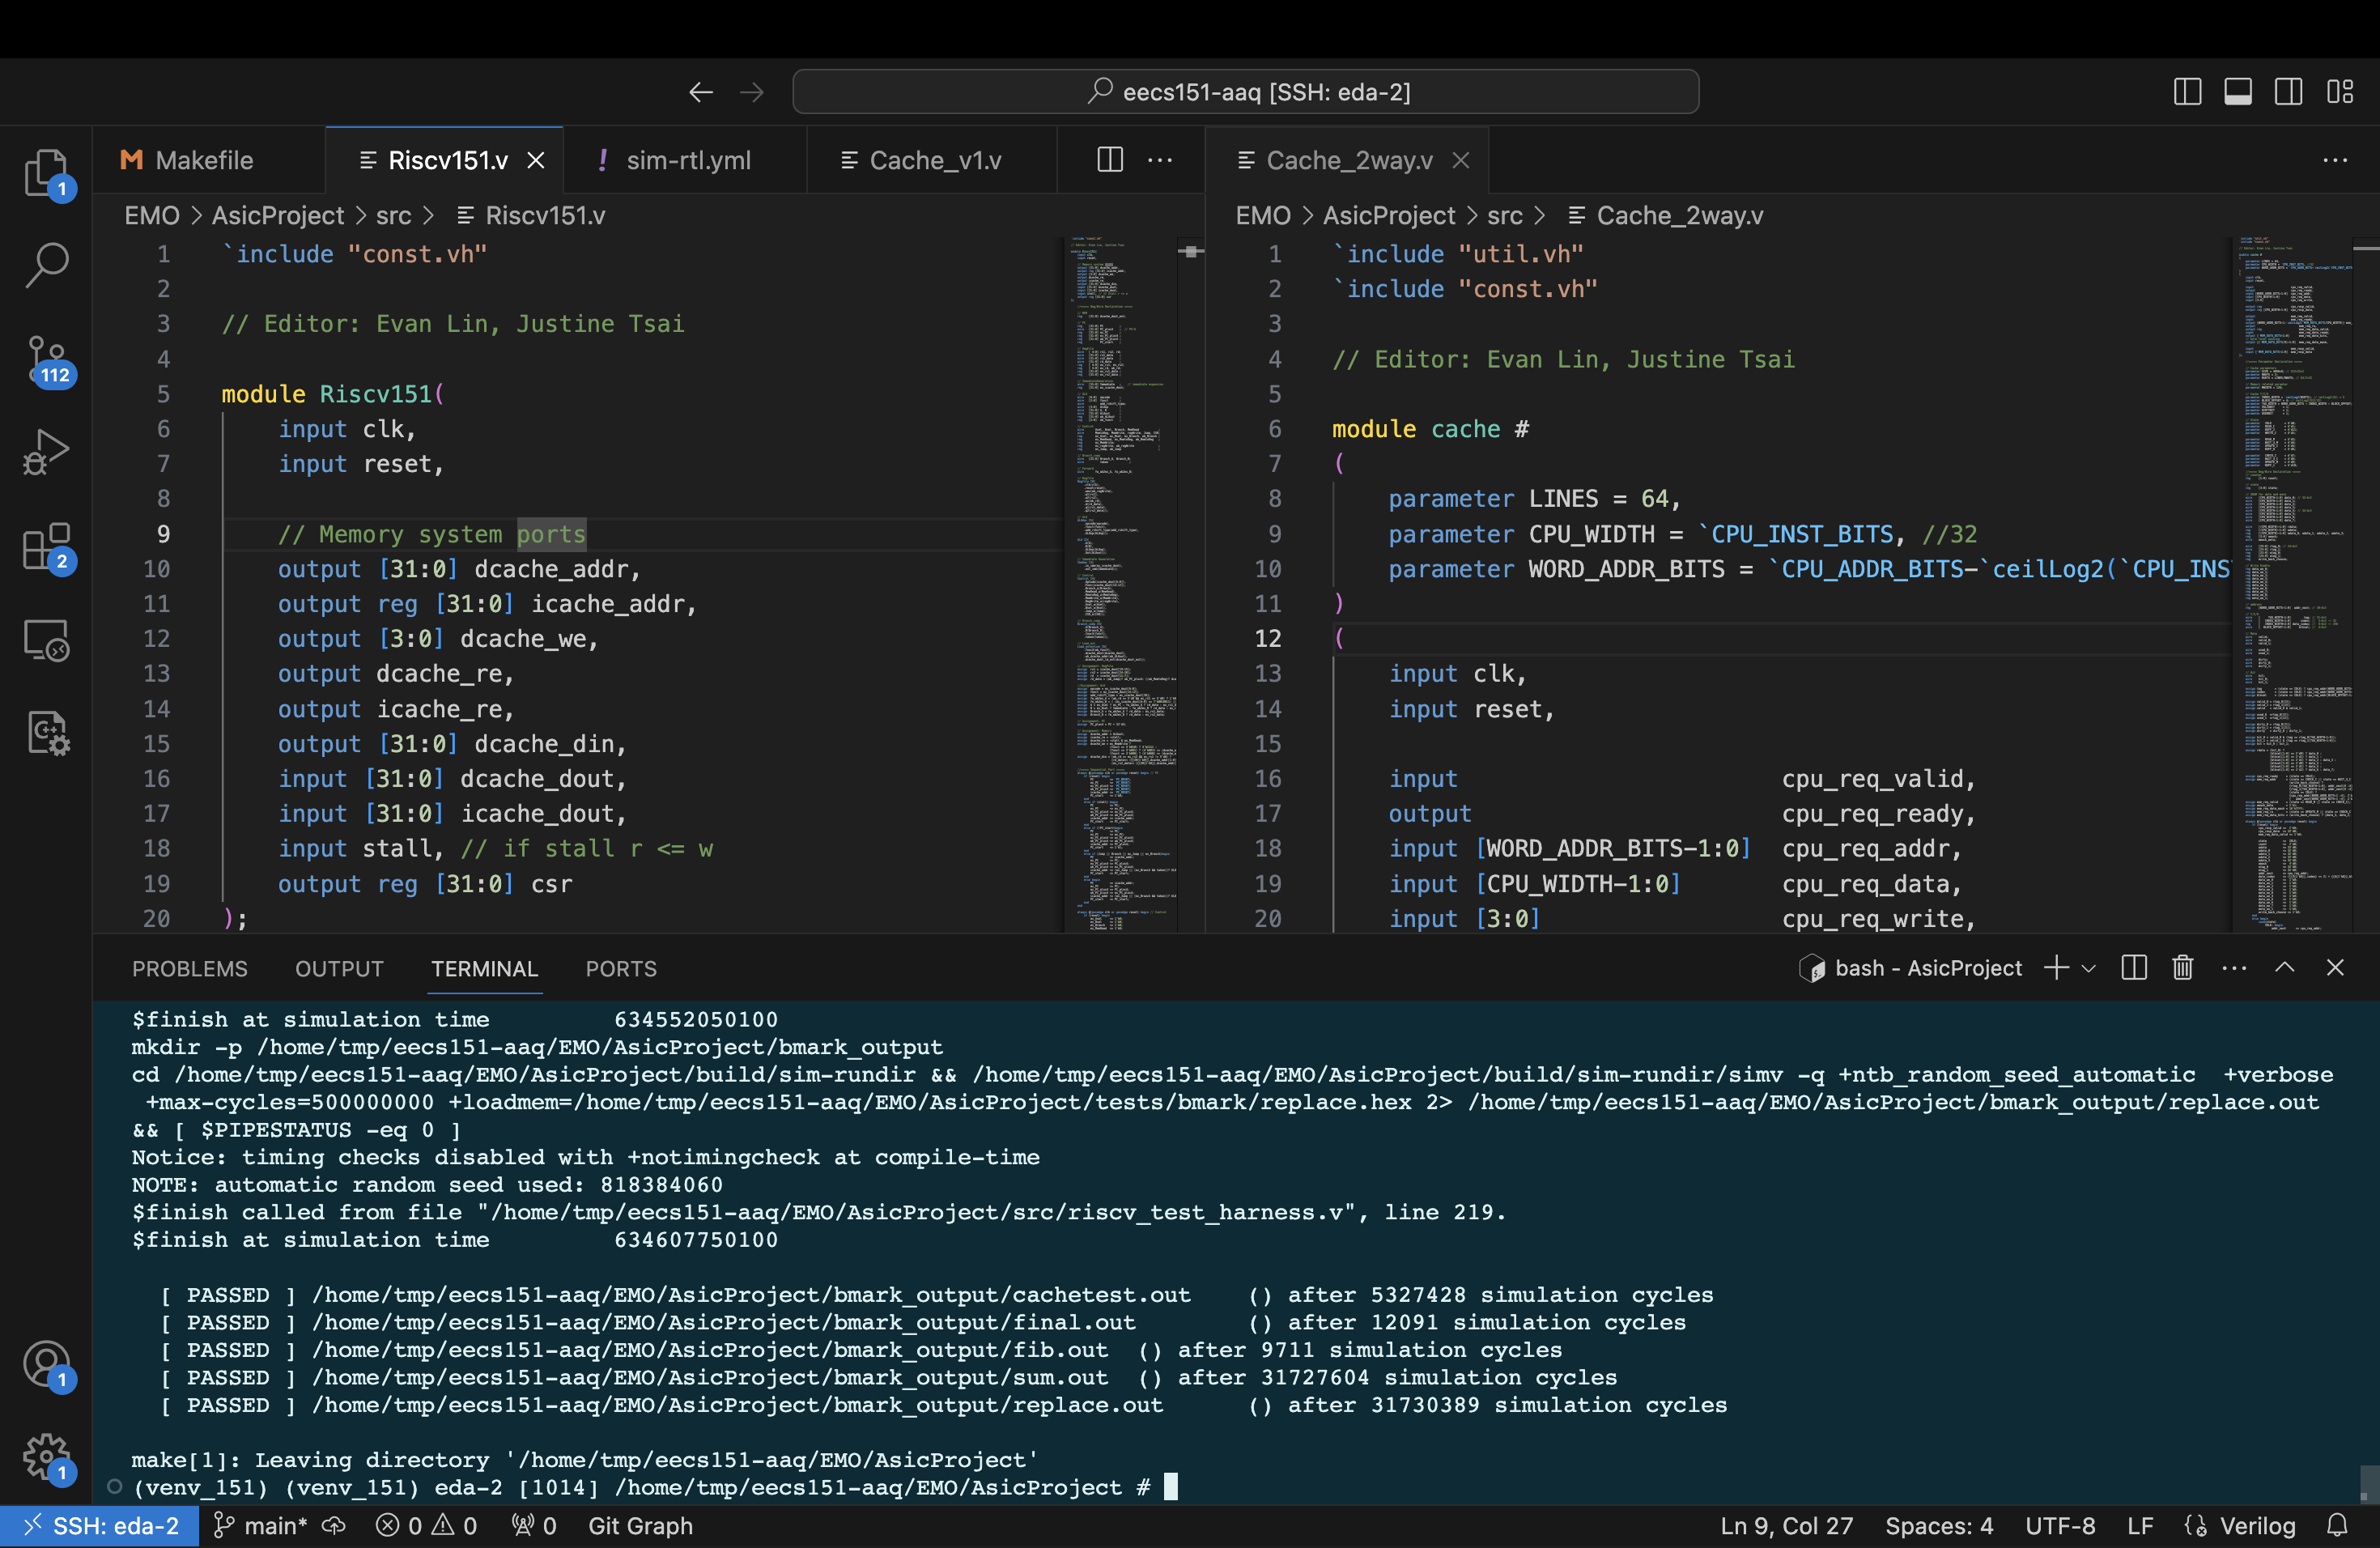 eecs151-aaq [SSH: eda-2]
Makefile
Riscv151.v
! sim-rtl.yml
Cache_v1.v
Cache_2way.v
EMO > AsicProject > src > Riscv151.v
EMO > AsicProject > src > Cache_2way.v
1 `include "const.vh"
2
3 // Editor: Evan Lin, Justine Tsai
4
5 module Riscv151(
6 input clk,
7 input reset,
8
9 // Memory system ports
10 output [31:0] dcache_addr,
11 output reg [31:0] icache_addr,
12 output [3:0] dcache_we,
13 output dcache_re,
14 output icache_re,
15 output [31:0] dcache_din,
16 input [31:0] dcache_dout,
17 input [31:0] icache_dout,
18 input stall, // if stall r <= w
19 output reg [31:0] csr
20 );
1 `include "util.vh"
2 `include "const.vh"
3
4 // Editor: Evan Lin, Justine Tsai
5
6 module cache #
7 (
8 parameter LINES = 64,
9 parameter CPU_WIDTH = `CPU_INST_BITS, //32
10 parameter WORD_ADDR_BITS = `CPU_ADDR_BITS-`ceilLog2(`CPU_INS
11 )
12 (
13 input clk,
14 input reset,
15
16 input cpu_req_valid,
17 output cpu_req_ready,
18 input [WORD_ADDR_BITS-1:0] cpu_req_addr,
19 input [CPU_WIDTH-1:0] cpu_req_data,
20 input [3:0] cpu_req_write,
1
112
2
1
1
PROBLEMS OUTPUT TERMINAL PORTS
bash - AsicProject
$finish at simulation time 634552050100
mkdir -p /home/tmp/eecs151-aaq/EMO/AsicProject/bmark_output
cd /home/tmp/eecs151-aaq/EMO/AsicProject/build/sim-rundir && /home/tmp/eecs151-aaq/EMO/AsicProject/build/sim-rundir/simv -q +ntb_random_seed_automatic +verbose
+max-cycles=500000000 +loadmem=/home/tmp/eecs151-aaq/EMO/AsicProject/tests/bmark/replace.hex 2> /home/tmp/eecs151-aaq/EMO/AsicProject/bmark_output/replace.out
&& [ $PIPESTATUS -eq 0 ]
Notice: timing checks disabled with +notimingcheck at compile-time
NOTE: automatic random seed used: 818384060
$finish called from file "/home/tmp/eecs151-aaq/EMO/AsicProject/src/riscv_test_harness.v", line 219.
$finish at simulation time 634607750100
[ PASSED ] /home/tmp/eecs151-aaq/EMO/AsicProject/bmark_output/cachetest.out () after 5327428 simulation cycles
[ PASSED ] /home/tmp/eecs151-aaq/EMO/AsicProject/bmark_output/final.out () after 12091 simulation cycles
[ PASSED ] /home/tmp/eecs151-aaq/EMO/AsicProject/bmark_output/fib.out () after 9711 simulation cycles
[ PASSED ] /home/tmp/eecs151-aaq/EMO/AsicProject/bmark_output/sum.out () after 31727604 simulation cycles
[ PASSED ] /home/tmp/eecs151-aaq/EMO/AsicProject/bmark_output/replace.out () after 31730389 simulation cycles
make[1]: Leaving directory '/home/tmp/eecs151-aaq/EMO/AsicProject'
(venv_151) (venv_151) eda-2 [1014] /home/tmp/eecs151-aaq/EMO/AsicProject #
SSH: eda-2 main* 0 0 0 Git Graph Ln 9, Col 27 Spaces: 4 UTF-8 LF Verilog